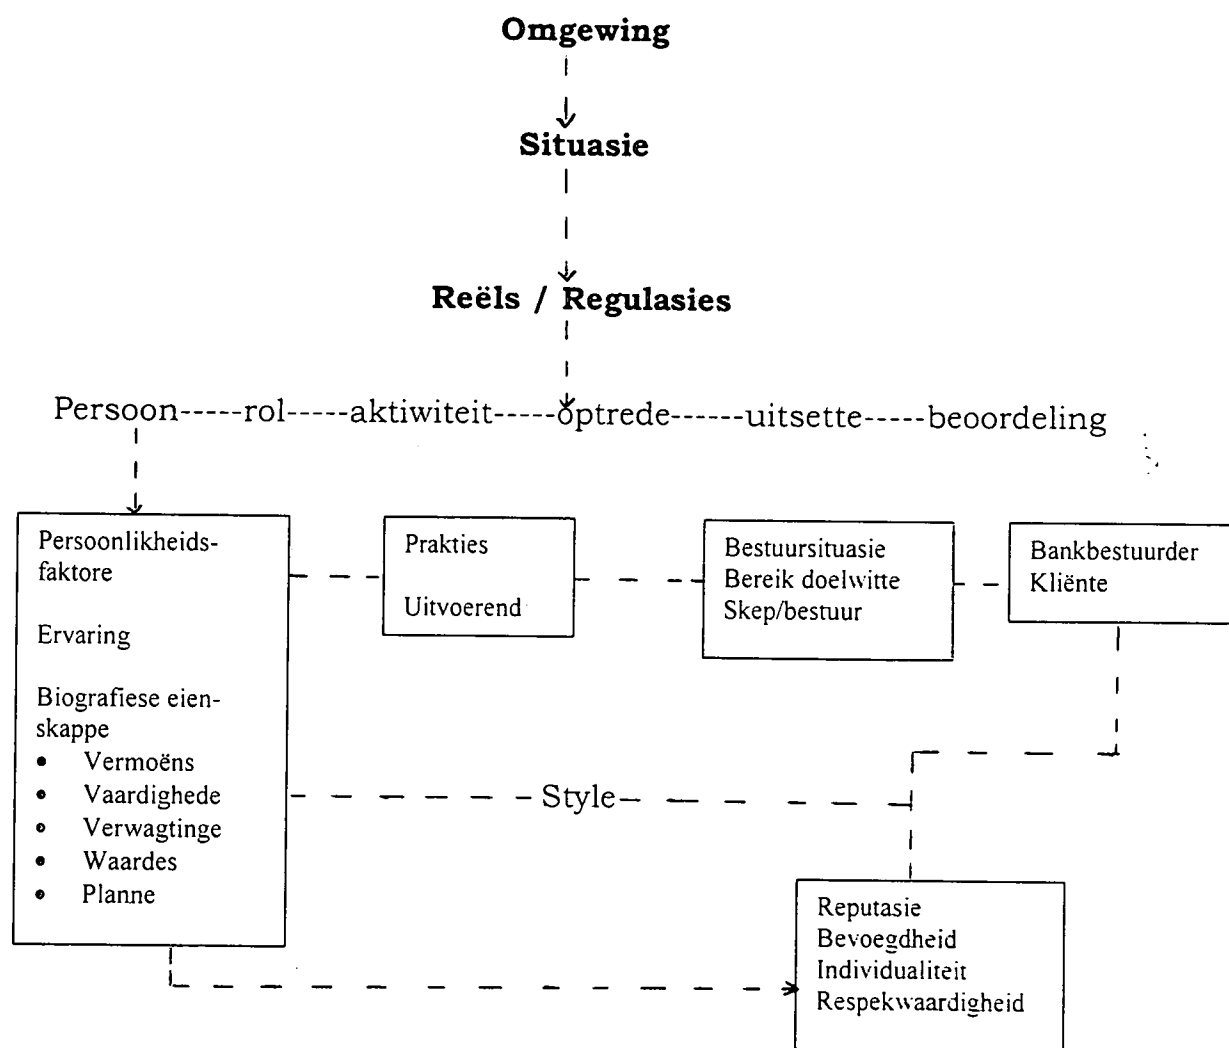 Omgewing
Situasie
Reëls / Regulasies
Persoon-----rol-----aktiwiteit-----optrede------uitsette-----beoordeling
Persoonlikheids-
faktore
Ervaring
Biografiese eien-
skappe
• Vermoëns
• Vaardighede
• Verwagtinge
• Waardes
• Planne
Prakties
Uitvoerend
Bestuursituasie
Bereik doelwitte
Skep/bestuur
Bankbestuurder
Kliënte
Style
Reputasie
Bevoegdheid
Individualiteit
Respekwaardigheid